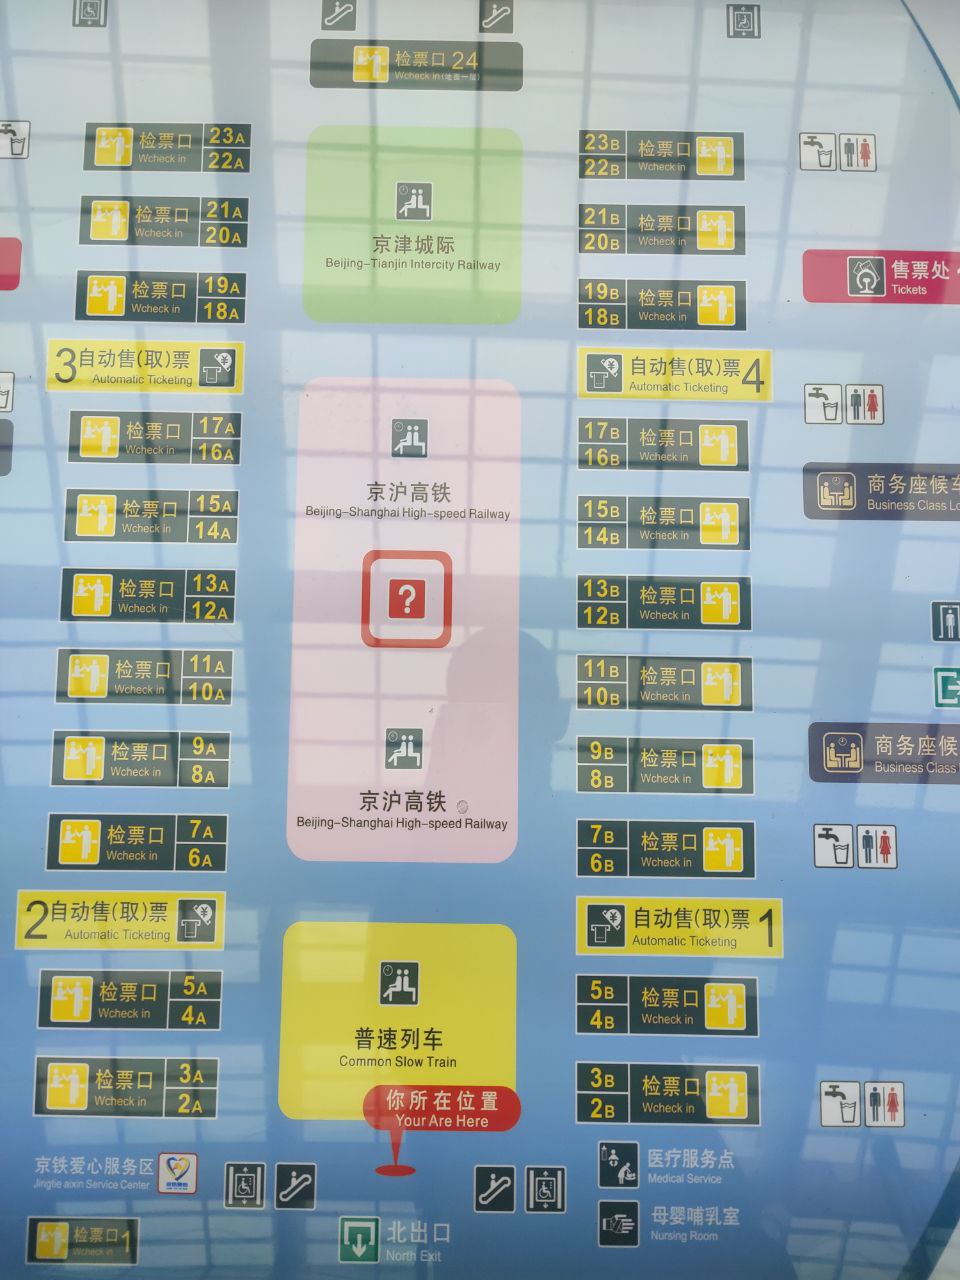 检票口 24
Wcheck in(地面一层)
检票口 23A
Wcheck in 22A
23B 检票口
22B Wcheck in
检票口 21A
Wcheck in 20A
21B 检票口
20B Wcheck in
京津城际
Beijing-Tianjin Intercity Railway
售票处
Tickets
检票口 19A
Wcheck in 18A
19B 检票口
18B Wcheck in
3 自动售(取)票
Automatic Ticketing
自动售(取)票 4
Automatic Ticketing
检票口 17A
Wcheck in 16A
17B 检票口
16B Wcheck in
京沪高铁
Beijing-Shanghai High-speed Railway
商务座候车
Business Class Lo
检票口 15A
Wcheck in 14A
15B 检票口
14B Wcheck in
检票口 13A
Wcheck in 12A
?
13B 检票口
12B Wcheck in
检票口 11A
Wcheck in 10A
11B 检票口
10B Wcheck in
检票口 9A
Wcheck in 8A
9B 检票口
8B Wcheck in
商务座候
Business Class
京沪高铁
Beijing-Shanghai High-speed Railway
检票口 7A
Wcheck in 6A
7B 检票口
6B Wcheck in
2 自动售(取)票
Automatic Ticketing
自动售(取)票 1
Automatic Ticketing
检票口 5A
Wcheck in 4A
5B 检票口
4B Wcheck in
普速列车
Common Slow Train
检票口 3A
Wcheck in 2A
3B 检票口
2B Wcheck in
你所在位置
Your Are Here
京铁爱心服务区
Jingtie aixin Service Center
医疗服务点
Medical Service
母婴哺乳室
Nursing Room
检票口 1
Wcheck in
北出口
North Exit